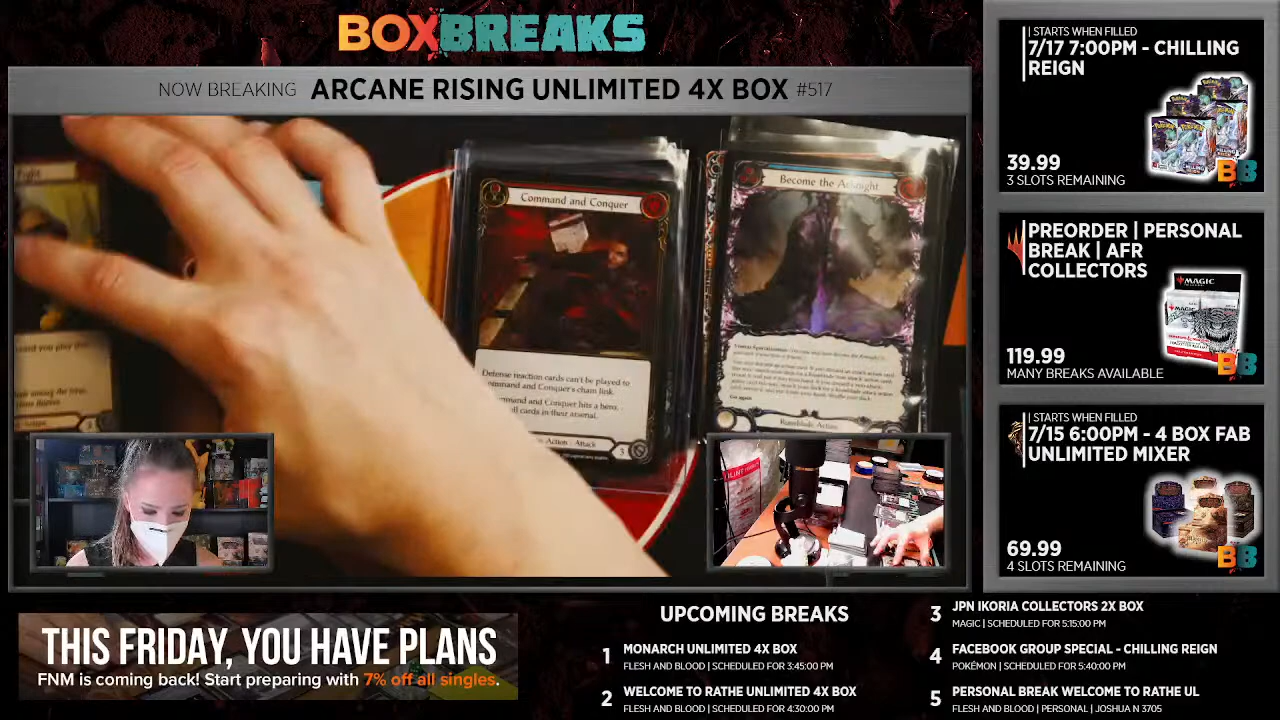 BOXBREAKS
NOW BREAKING ARCANE RISING UNLIMITED 4X BOX #517
Command and Conquer
Defense reaction cards can't be played to
Command and Conquer's chain link.
Action - Attack
5
Become the Arknight
Runeblade Action
| STARTS WHEN FILLED
7/17 7:00PM - CHILLING
REIGN
39.99
3 SLOTS REMAINING
BB
PREORDER | PERSONAL
BREAK | AFR
COLLECTORS
MAGIC
119.99
MANY BREAKS AVAILABLE
BB
| STARTS WHEN FILLED
7/15 6:00PM - 4 BOX FAB
UNLIMITED MIXER
69.99
4 SLOTS REMAINING
BB
THIS FRIDAY, YOU HAVE PLANS
FNM is coming back! Start preparing with 7% off all singles.
UPCOMING BREAKS
1 MONARCH UNLIMITED 4X BOX
FLESH AND BLOOD | SCHEDULED FOR 3:45:00 PM
2 WELCOME TO RATHE UNLIMITED 4X BOX
FLESH AND BLOOD | SCHEDULED FOR 4:30:00 PM
3 JPN IKORIA COLLECTORS 2X BOX
MAGIC | SCHEDULED FOR 5:15:00 PM
4 FACEBOOK GROUP SPECIAL - CHILLING REIGN
POKÉMON | SCHEDULED FOR 5:40:00 PM
5 PERSONAL BREAK WELCOME TO RATHE UL
FLESH AND BLOOD | PERSONAL | JOSHUA N 3705